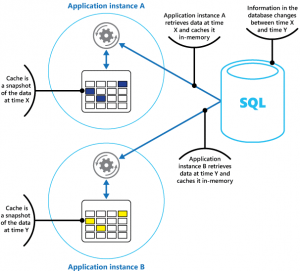 Application instance A
Application instance A
retrieves data at time
X and caches it
in-memory
Information in the
database changes
between time X
and time Y
Cache is
a snapshot
of the data
at time X
SQL
Application
instance B retrieves
data at time Y and
caches it in-memory
Cache is
a snapshot
of the data
at time Y
Application instance B